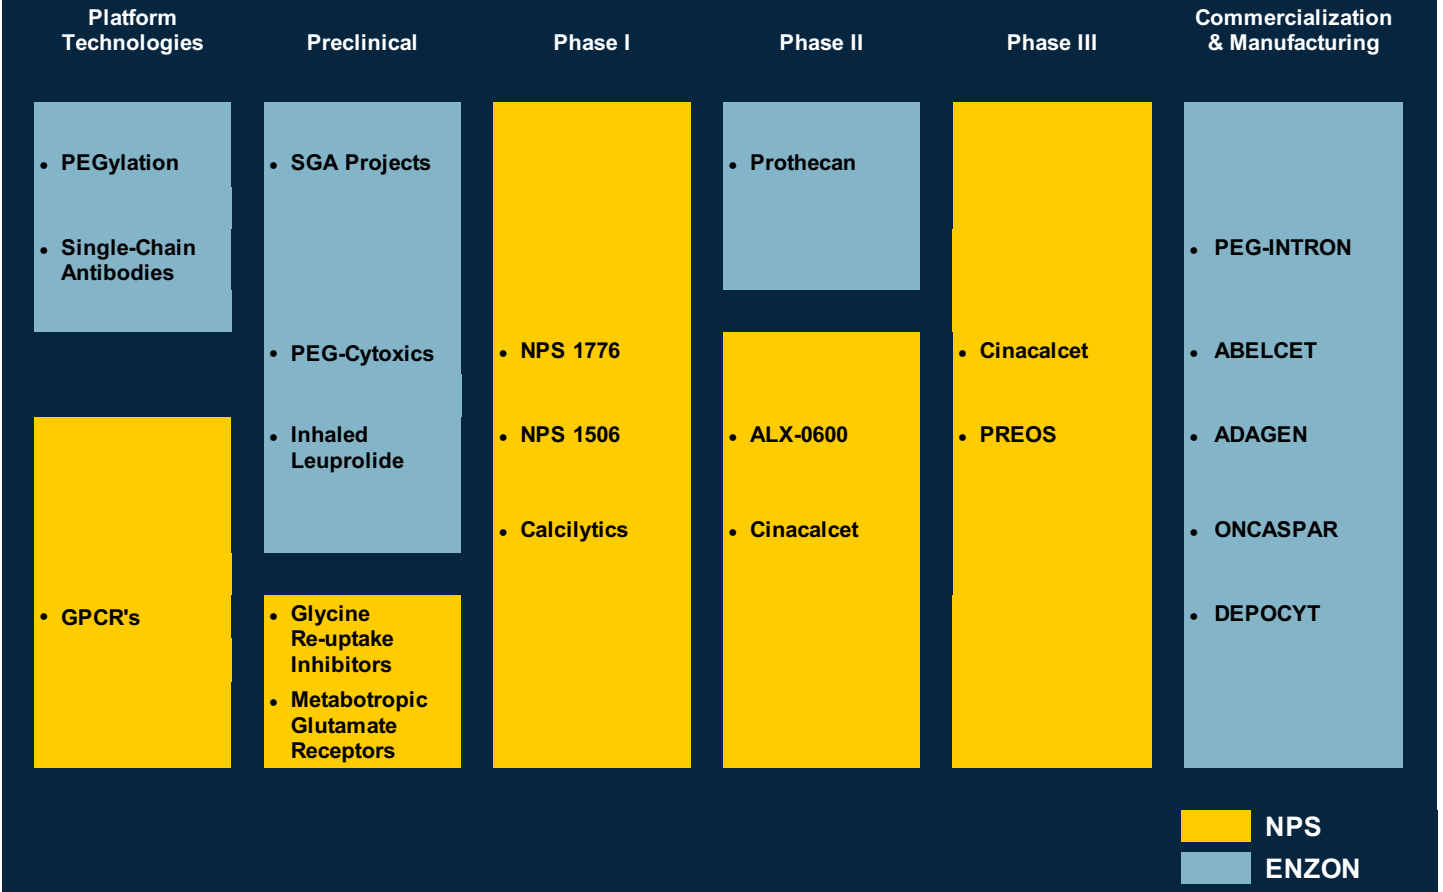 Platform
Technologies
Preclinical
Phase I
Phase II
Phase III
Commercialization
& Manufacturing
• PEGylation
• Single-Chain
Antibodies
• GPCR's
• SGA Projects
• PEG-Cytoxics
• Inhaled
Leuprolide
• Glycine
Re-uptake
Inhibitors
• Metabotropic
Glutamate
Receptors
• NPS 1776
• NPS 1506
• Calcilytics
• Prothecan
• ALX-0600
• Cinacalcet
• Cinacalcet
• PREOS
• PEG-INTRON
• ABELCET
• ADAGEN
• ONCASPAR
• DEPOCYT
NPS
ENZON